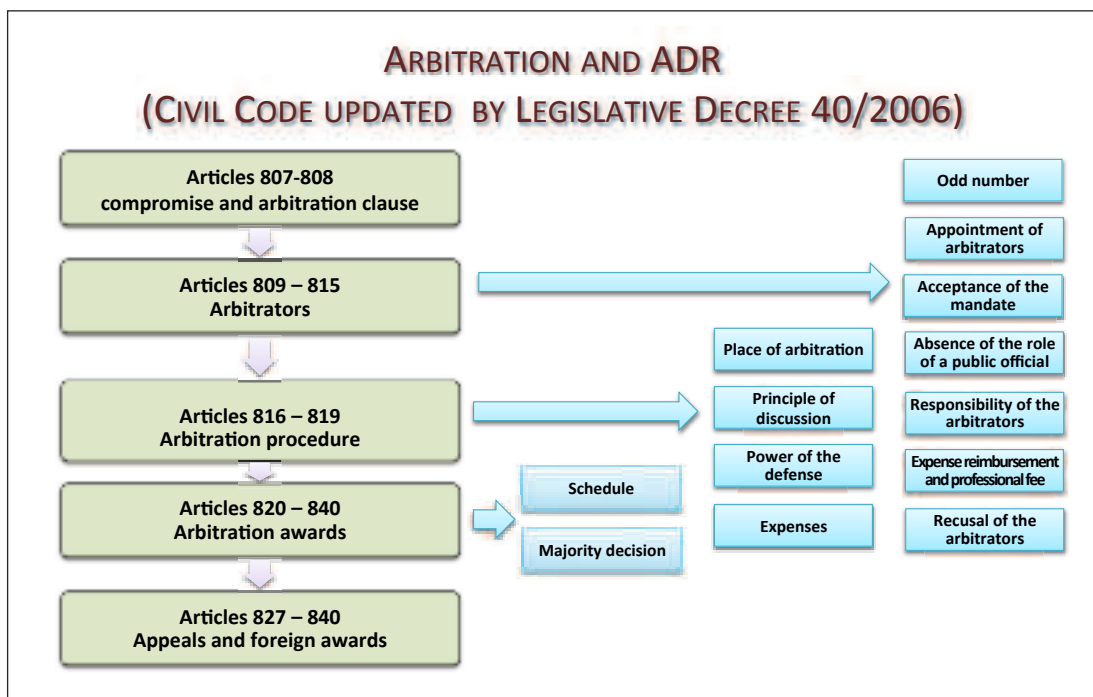 ARBITRATION AND ADR
(CIVIL CODE UPDATED BY LEGISLATIVE DECREE 40/2006)
Articles 807-808
compromise and arbitration clause
Articles 809 – 815
Arbitrators
Articles 816 – 819
Arbitration procedure
Articles 820 – 840
Arbitration awards
Articles 827 – 840
Appeals and foreign awards
Schedule
Majority decision
Place of arbitration
Principle of
discussion
Power of the
defense
Expenses
Odd number
Appointment of
arbitrators
Acceptance of the
mandate
Absence of the role
of a public official
Responsibility of the
arbitrators
Expense reimbursement
and professional fee
Recusal of the
arbitrators